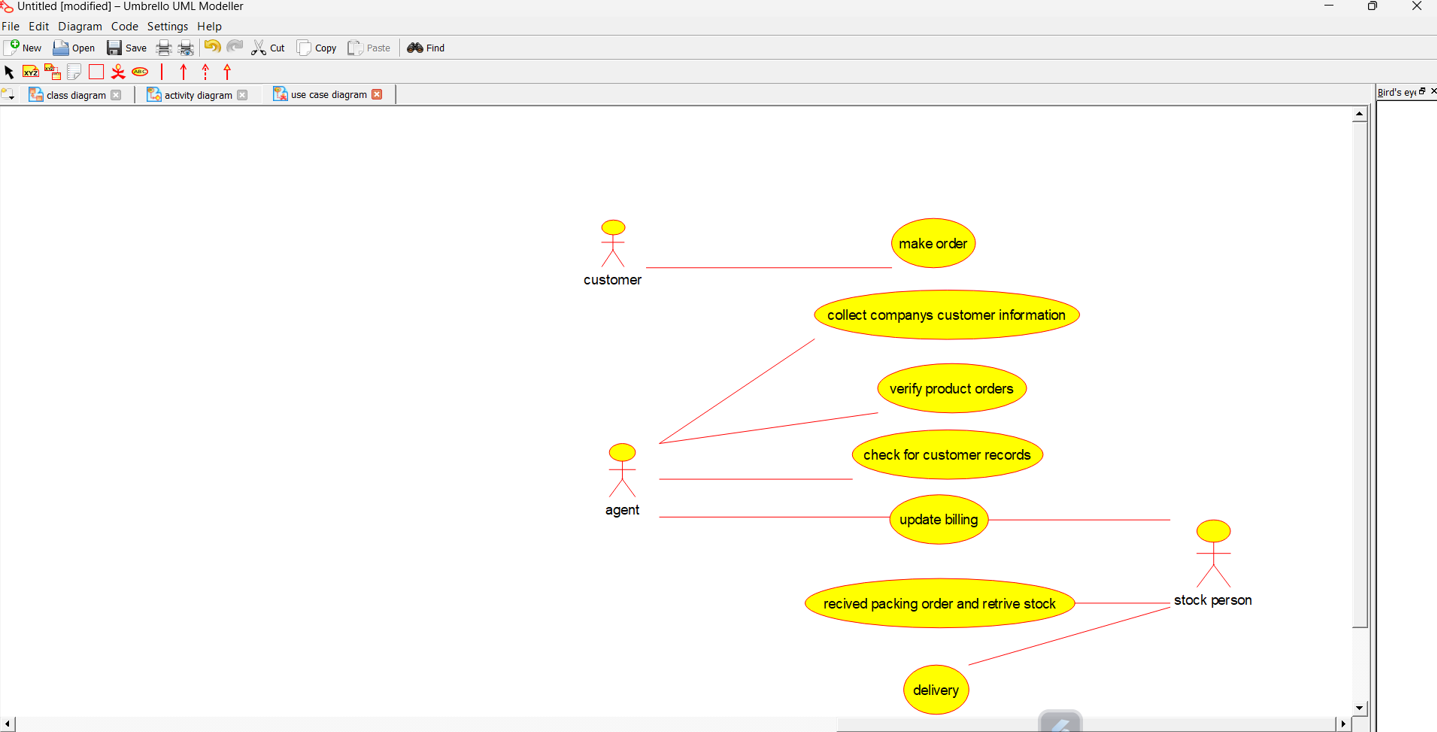 Untitled [modified] – Umbrello UML Modeller
File Edit Diagram Code Settings Help
New Open Save Cut Copy Paste Find
XYZ ABC
class diagram activity diagram use case diagram
Bird's eye
make order
customer
collect companys customer information
verify product orders
check for customer records
agent
update billing
stock person
recived packing order and retrive stock
delivery